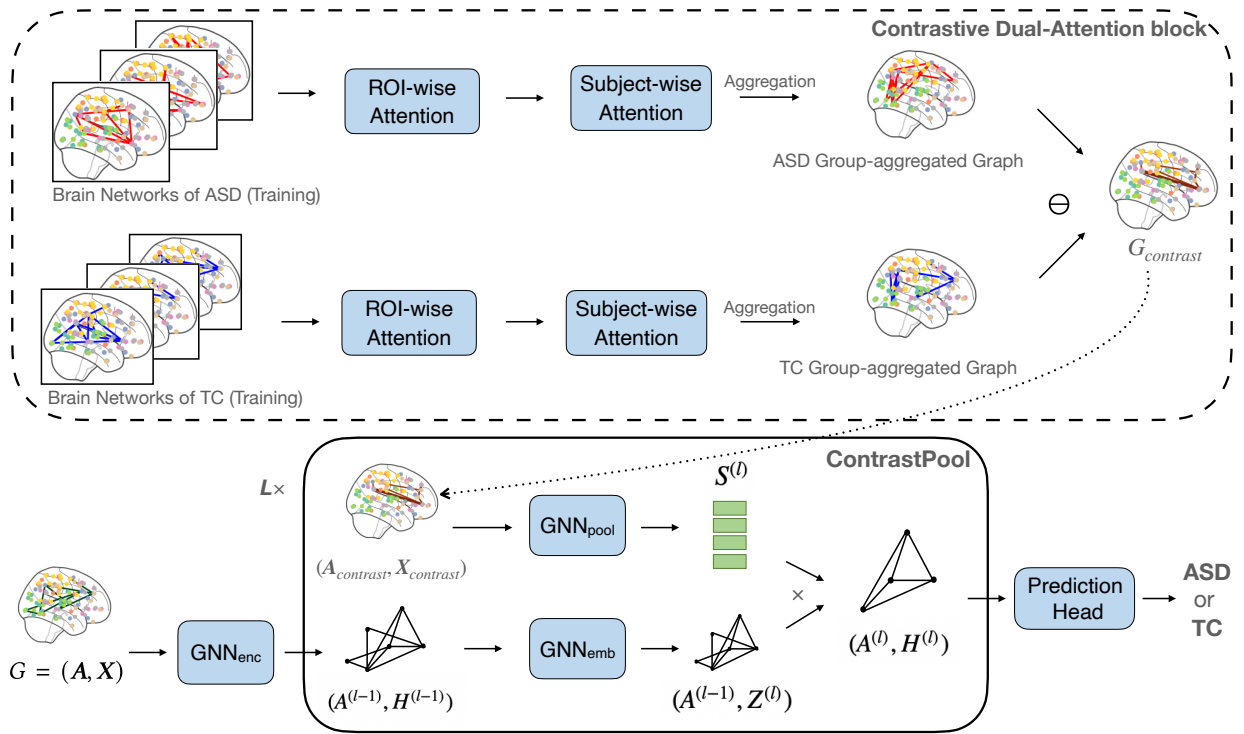 Contrastive Dual-Attention block
ROI-wise
Attention
Subject-wise
Attention
Aggregation
ASD Group-aggregated Graph
Brain Networks of ASD (Training)
⊖
G_contrast
ROI-wise
Attention
Subject-wise
Attention
Aggregation
TC Group-aggregated Graph
Brain Networks of TC (Training)
ContrastPool
L×
S^(l)
GNN_pool
(A_contrast, X_contrast)
×
G = (A, X)
GNN_enc
(A^(l-1), H^(l-1))
GNN_emb
(A^(l-1), Z^(l))
(A^(l), H^(l))
Prediction
Head
ASD
or
TC